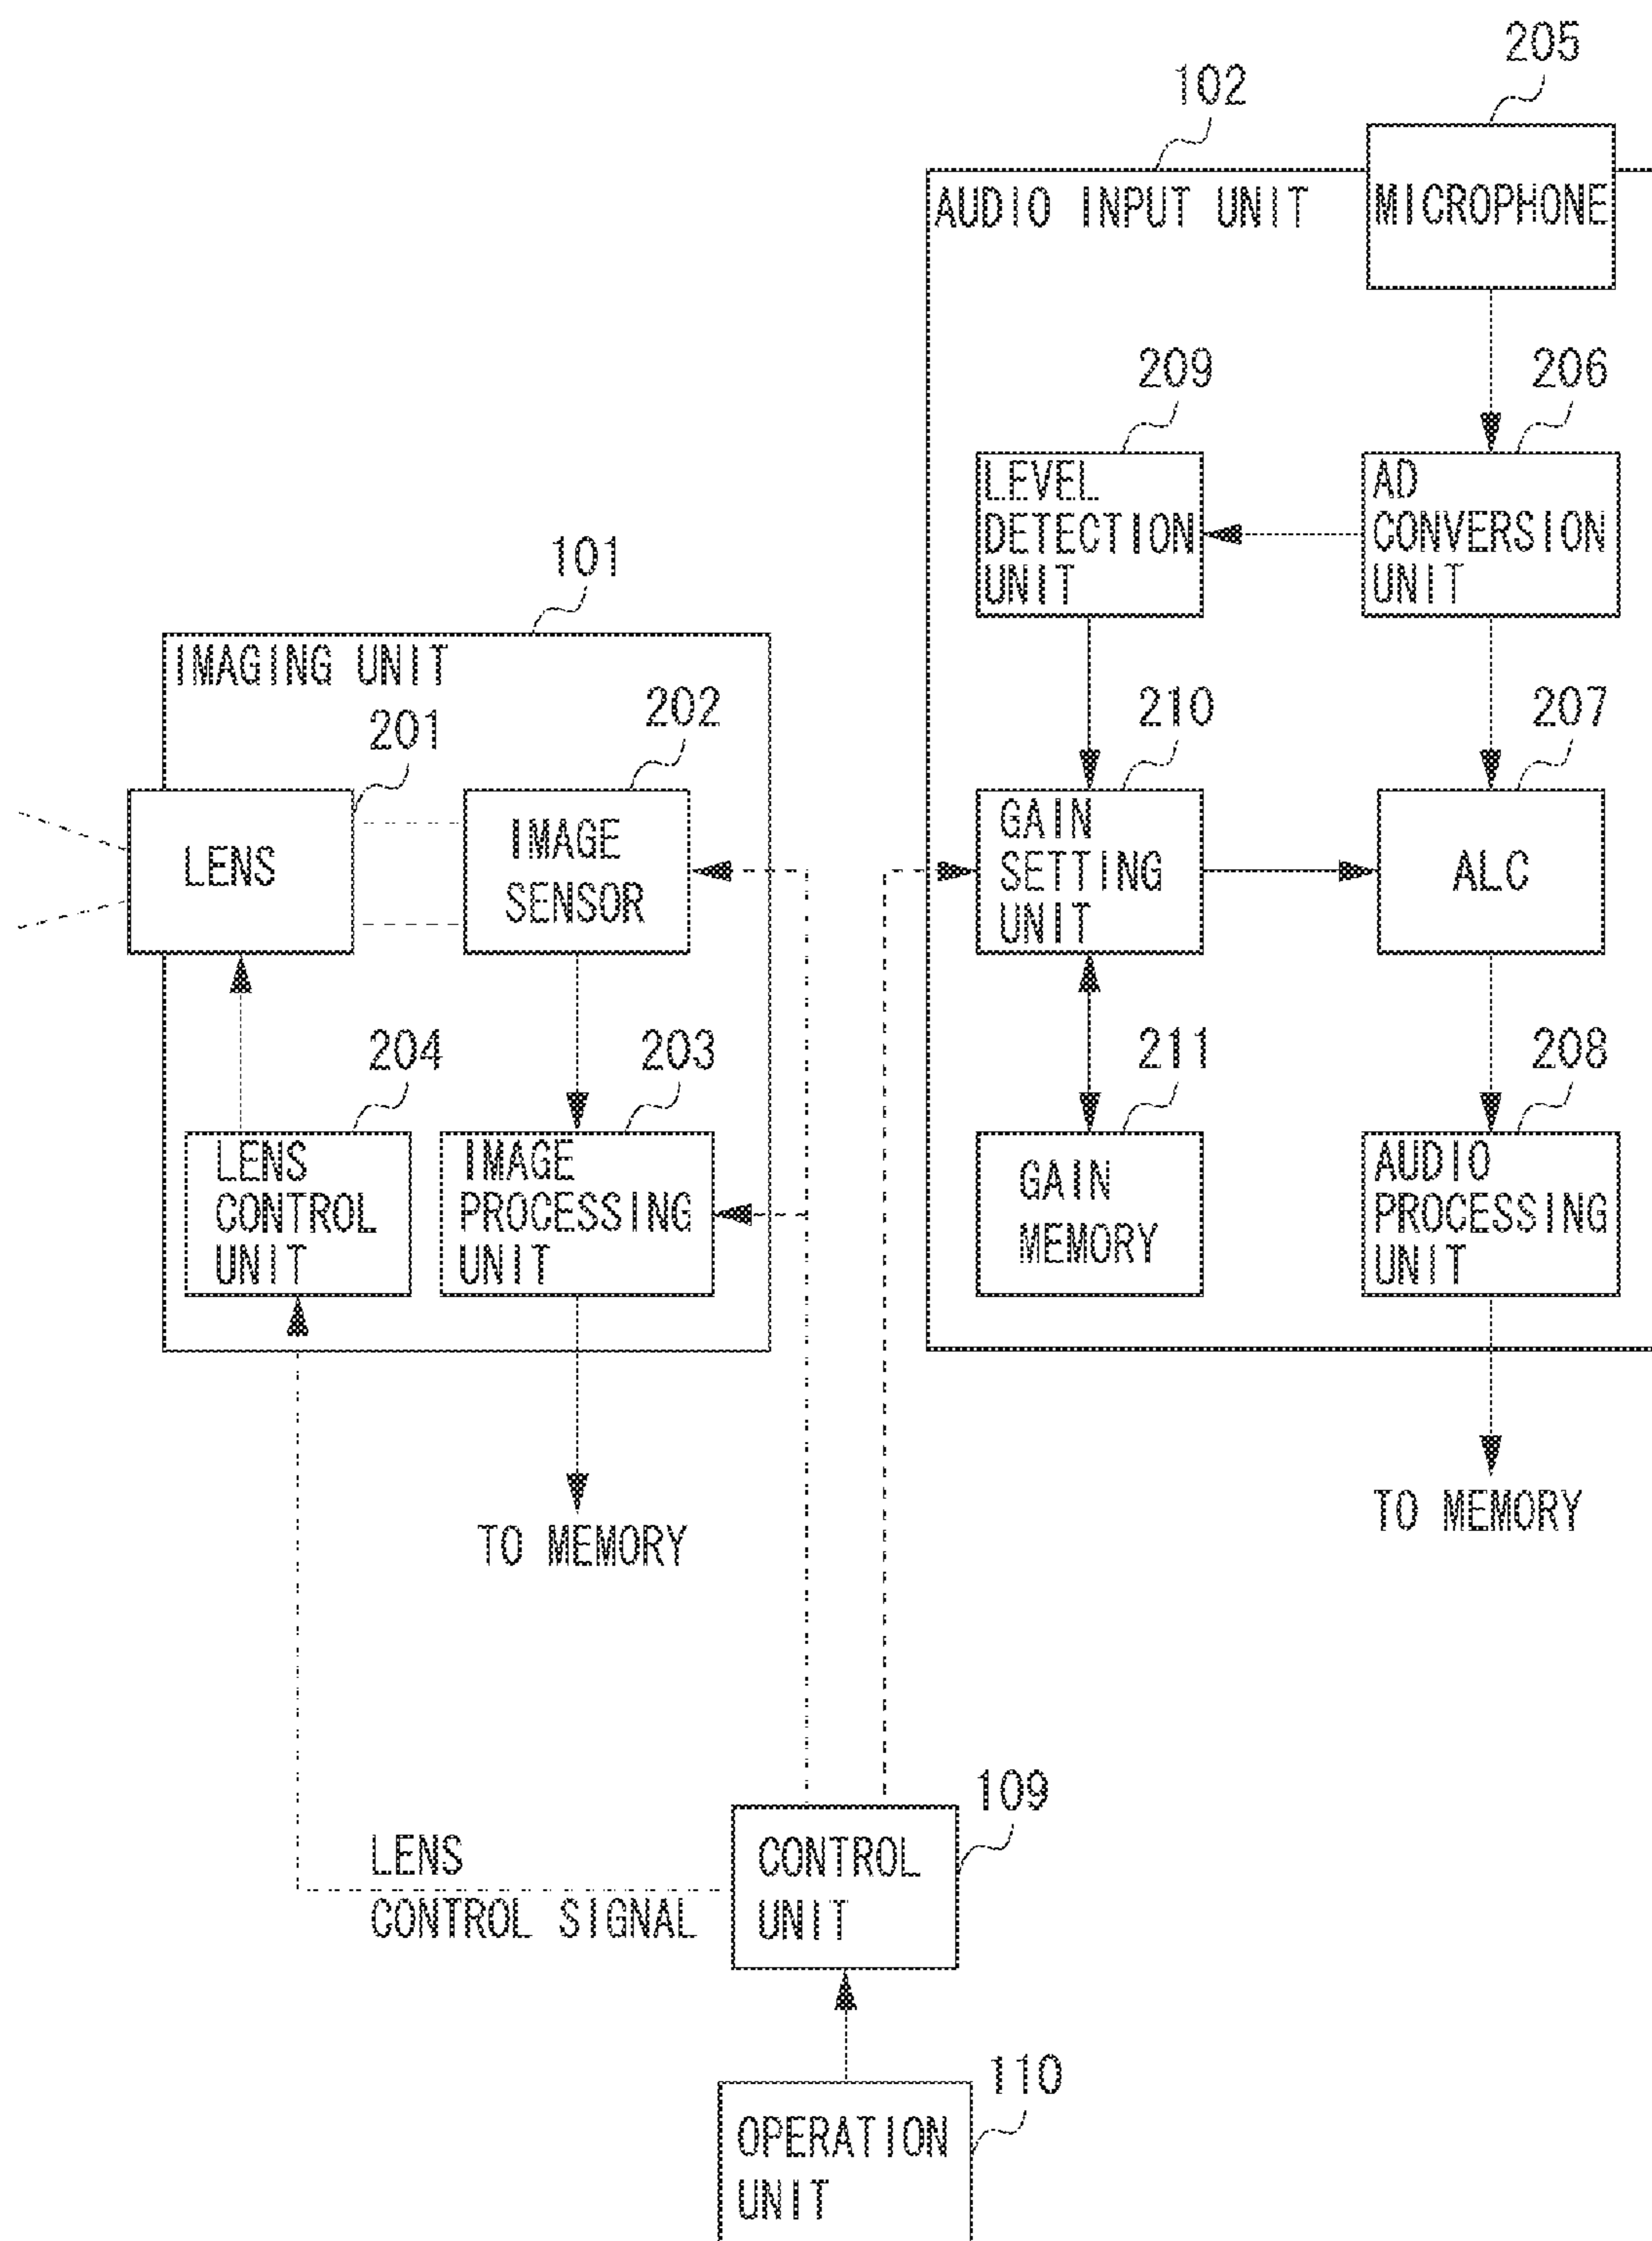 205
102
AUDIO INPUT UNIT
MICROPHONE
209
206
LEVEL
DETECTION
UNIT
AD
CONVERSION
UNIT
101
IMAGING UNIT
201
202
210
207
LENS
IMAGE
SENSOR
GAIN
SETTING
UNIT
ALC
204
203
211
208
LENS
CONTROL
UNIT
IMAGE
PROCESSING
UNIT
GAIN
MEMORY
AUDIO
PROCESSING
UNIT
TO MEMORY
TO MEMORY
109
LENS
CONTROL SIGNAL
CONTROL
UNIT
110
OPERATION
UNIT